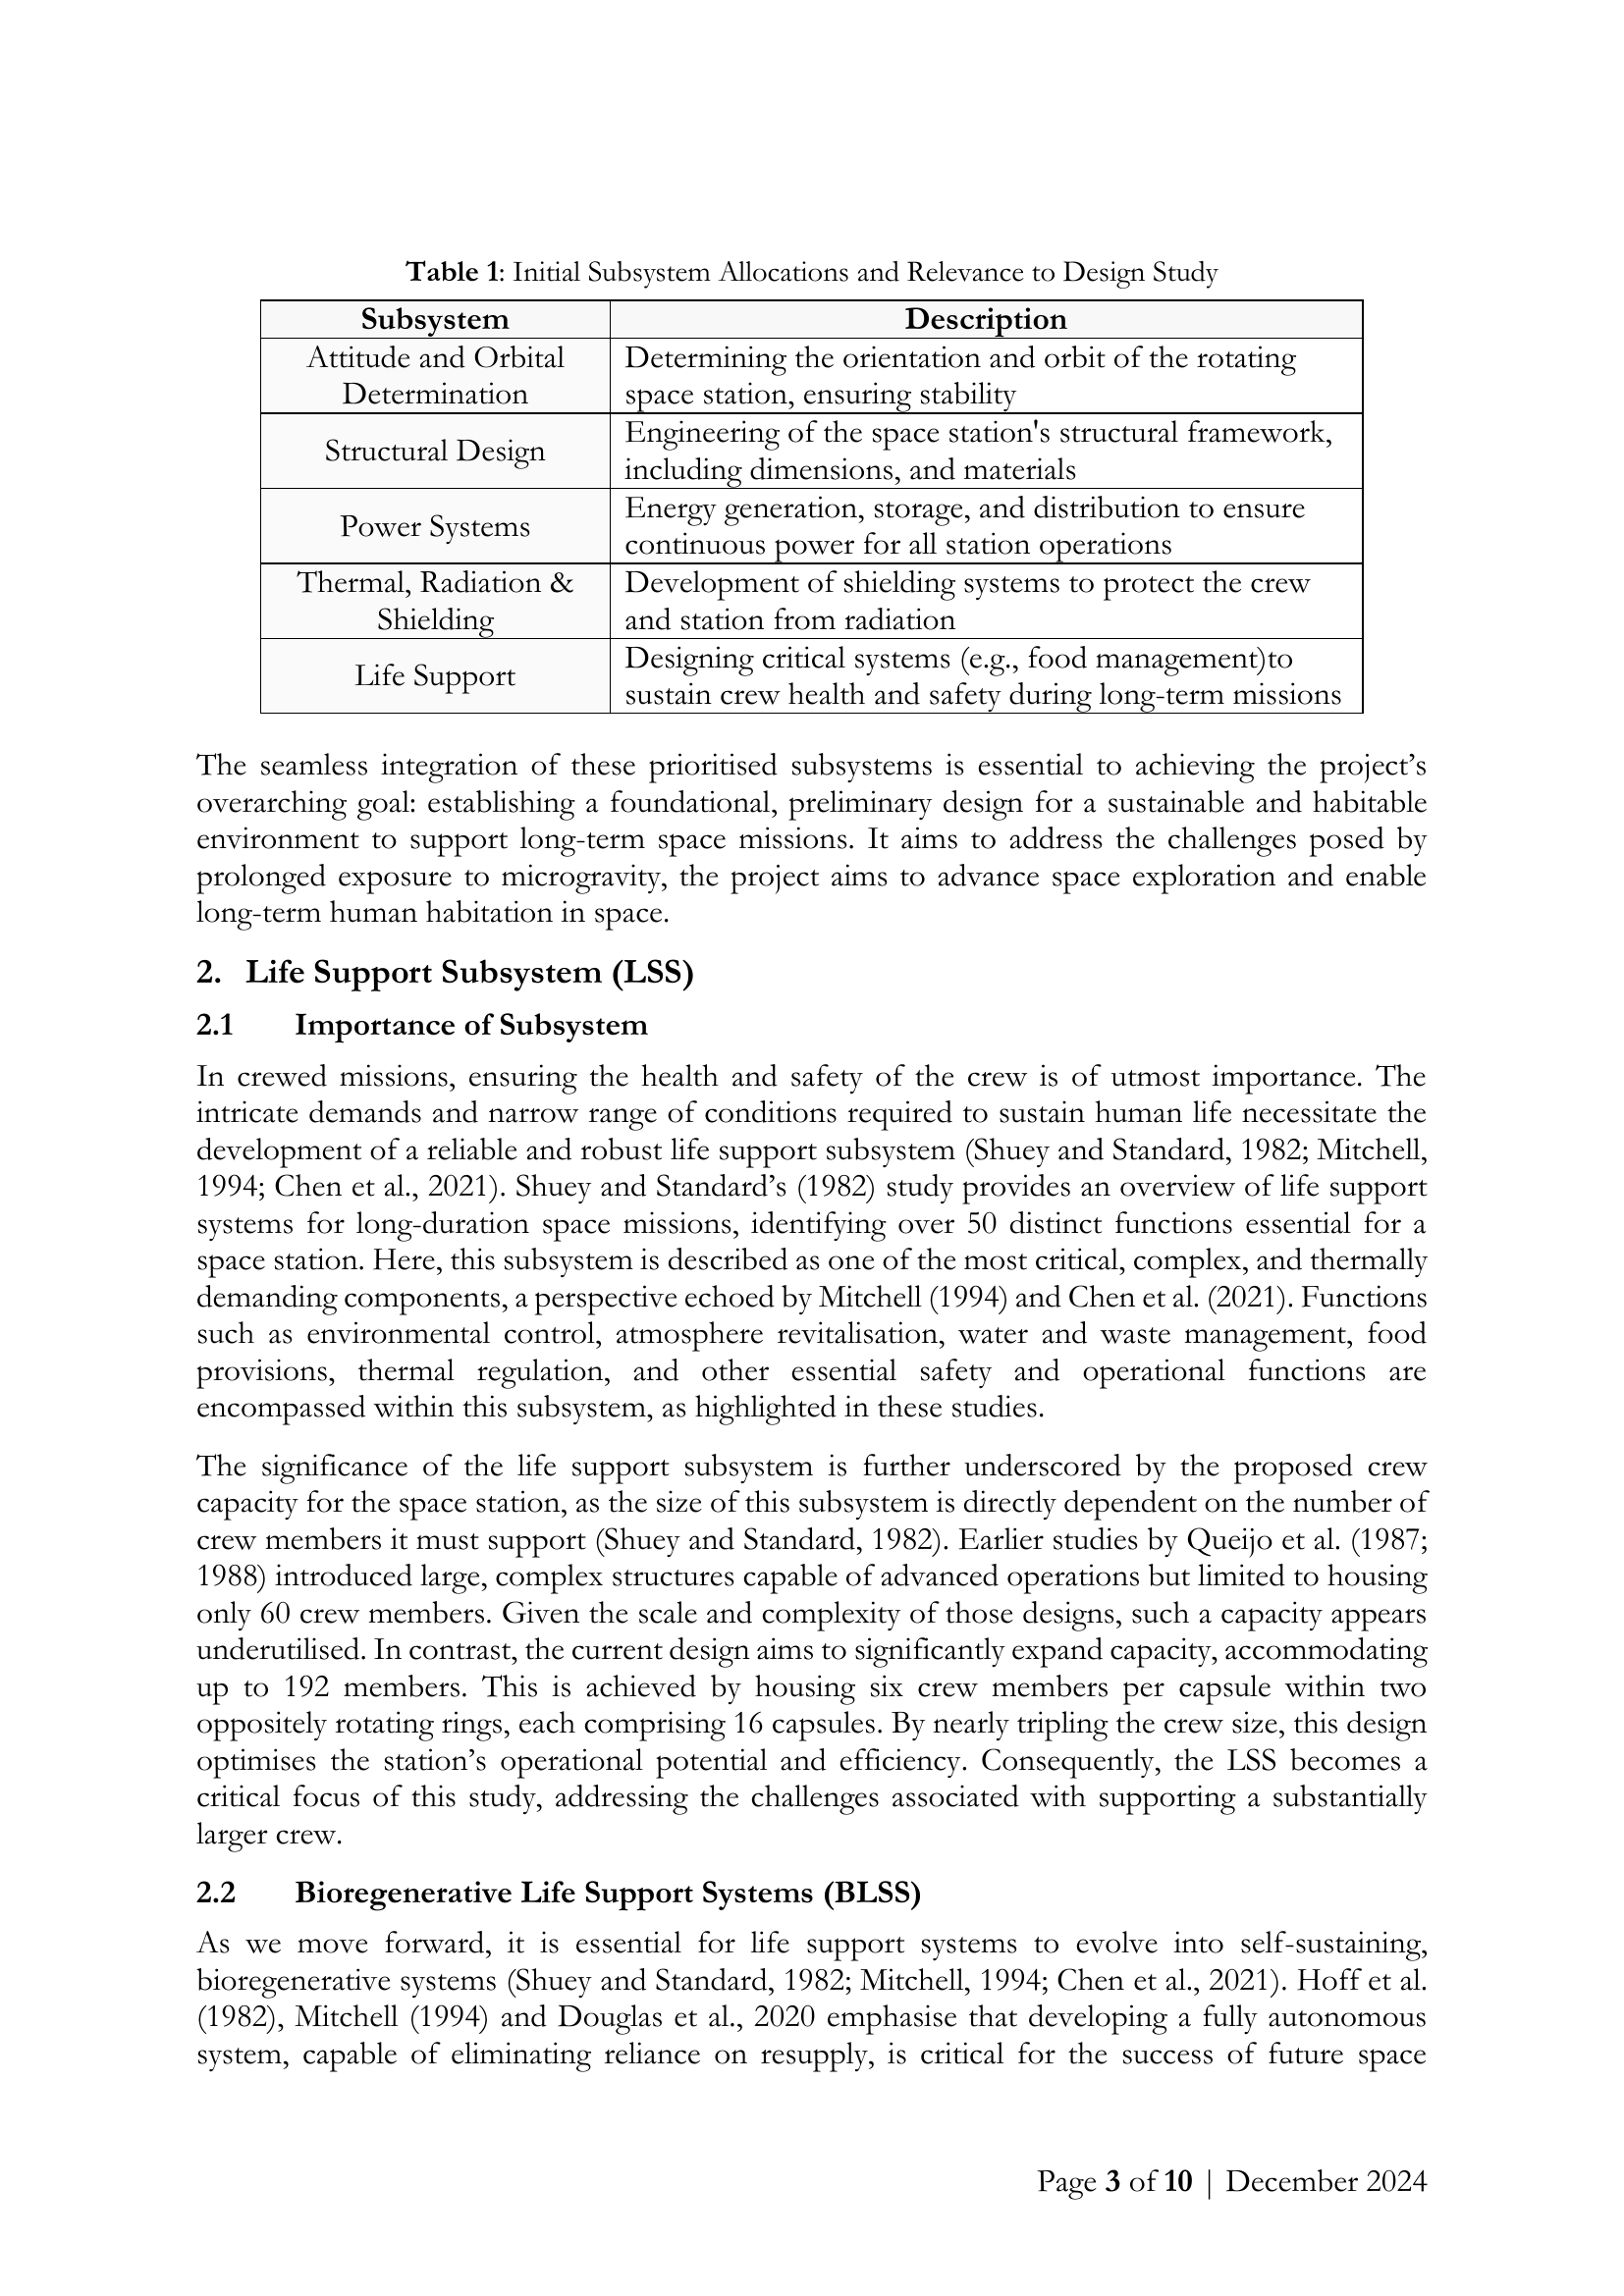 Table 1: Initial Subsystem Allocations and Relevance to Design Study
Subsystem
Description
Attitude and Orbital
Determination
Determining the orientation and orbit of the rotating
space station, ensuring stability
Structural Design
Engineering of the space station's structural framework,
including dimensions, and materials
Power Systems
Energy generation, storage, and distribution to ensure
continuous power for all station operations
Thermal, Radiation &
Shielding
Development of shielding systems to protect the crew
and station from radiation
Life Support
Designing critical systems (e.g., food management)to
sustain crew health and safety during long-term missions
The seamless integration of these prioritised subsystems is essential to achieving the project’s
overarching goal: establishing a foundational, preliminary design for a sustainable and habitable
environment to support long-term space missions. It aims to address the challenges posed by
prolonged exposure to microgravity, the project aims to advance space exploration and enable
long-term human habitation in space.
2. Life Support Subsystem (LSS)
2.1 Importance of Subsystem
In crewed missions, ensuring the health and safety of the crew is of utmost importance. The
intricate demands and narrow range of conditions required to sustain human life necessitate the
development of a reliable and robust life support subsystem (Shuey and Standard, 1982; Mitchell,
1994; Chen et al., 2021). Shuey and Standard’s (1982) study provides an overview of life support
systems for long-duration space missions, identifying over 50 distinct functions essential for a
space station. Here, this subsystem is described as one of the most critical, complex, and thermally
demanding components, a perspective echoed by Mitchell (1994) and Chen et al. (2021). Functions
such as environmental control, atmosphere revitalisation, water and waste management, food
provisions, thermal regulation, and other essential safety and operational functions are
encompassed within this subsystem, as highlighted in these studies.
The significance of the life support subsystem is further underscored by the proposed crew
capacity for the space station, as the size of this subsystem is directly dependent on the number of
crew members it must support (Shuey and Standard, 1982). Earlier studies by Queijo et al. (1987;
1988) introduced large, complex structures capable of advanced operations but limited to housing
only 60 crew members. Given the scale and complexity of those designs, such a capacity appears
underutilised. In contrast, the current design aims to significantly expand capacity, accommodating
up to 192 members. This is achieved by housing six crew members per capsule within two
oppositely rotating rings, each comprising 16 capsules. By nearly tripling the crew size, this design
optimises the station’s operational potential and efficiency. Consequently, the LSS becomes a
critical focus of this study, addressing the challenges associated with supporting a substantially
larger crew.
2.2 Bioregenerative Life Support Systems (BLSS)
As we move forward, it is essential for life support systems to evolve into self-sustaining,
bioregenerative systems (Shuey and Standard, 1982; Mitchell, 1994; Chen et al., 2021). Hoff et al.
(1982), Mitchell (1994) and Douglas et al., 2020 emphasise that developing a fully autonomous
system, capable of eliminating reliance on resupply, is critical for the success of future space
Page 3 of 10 | December 2024